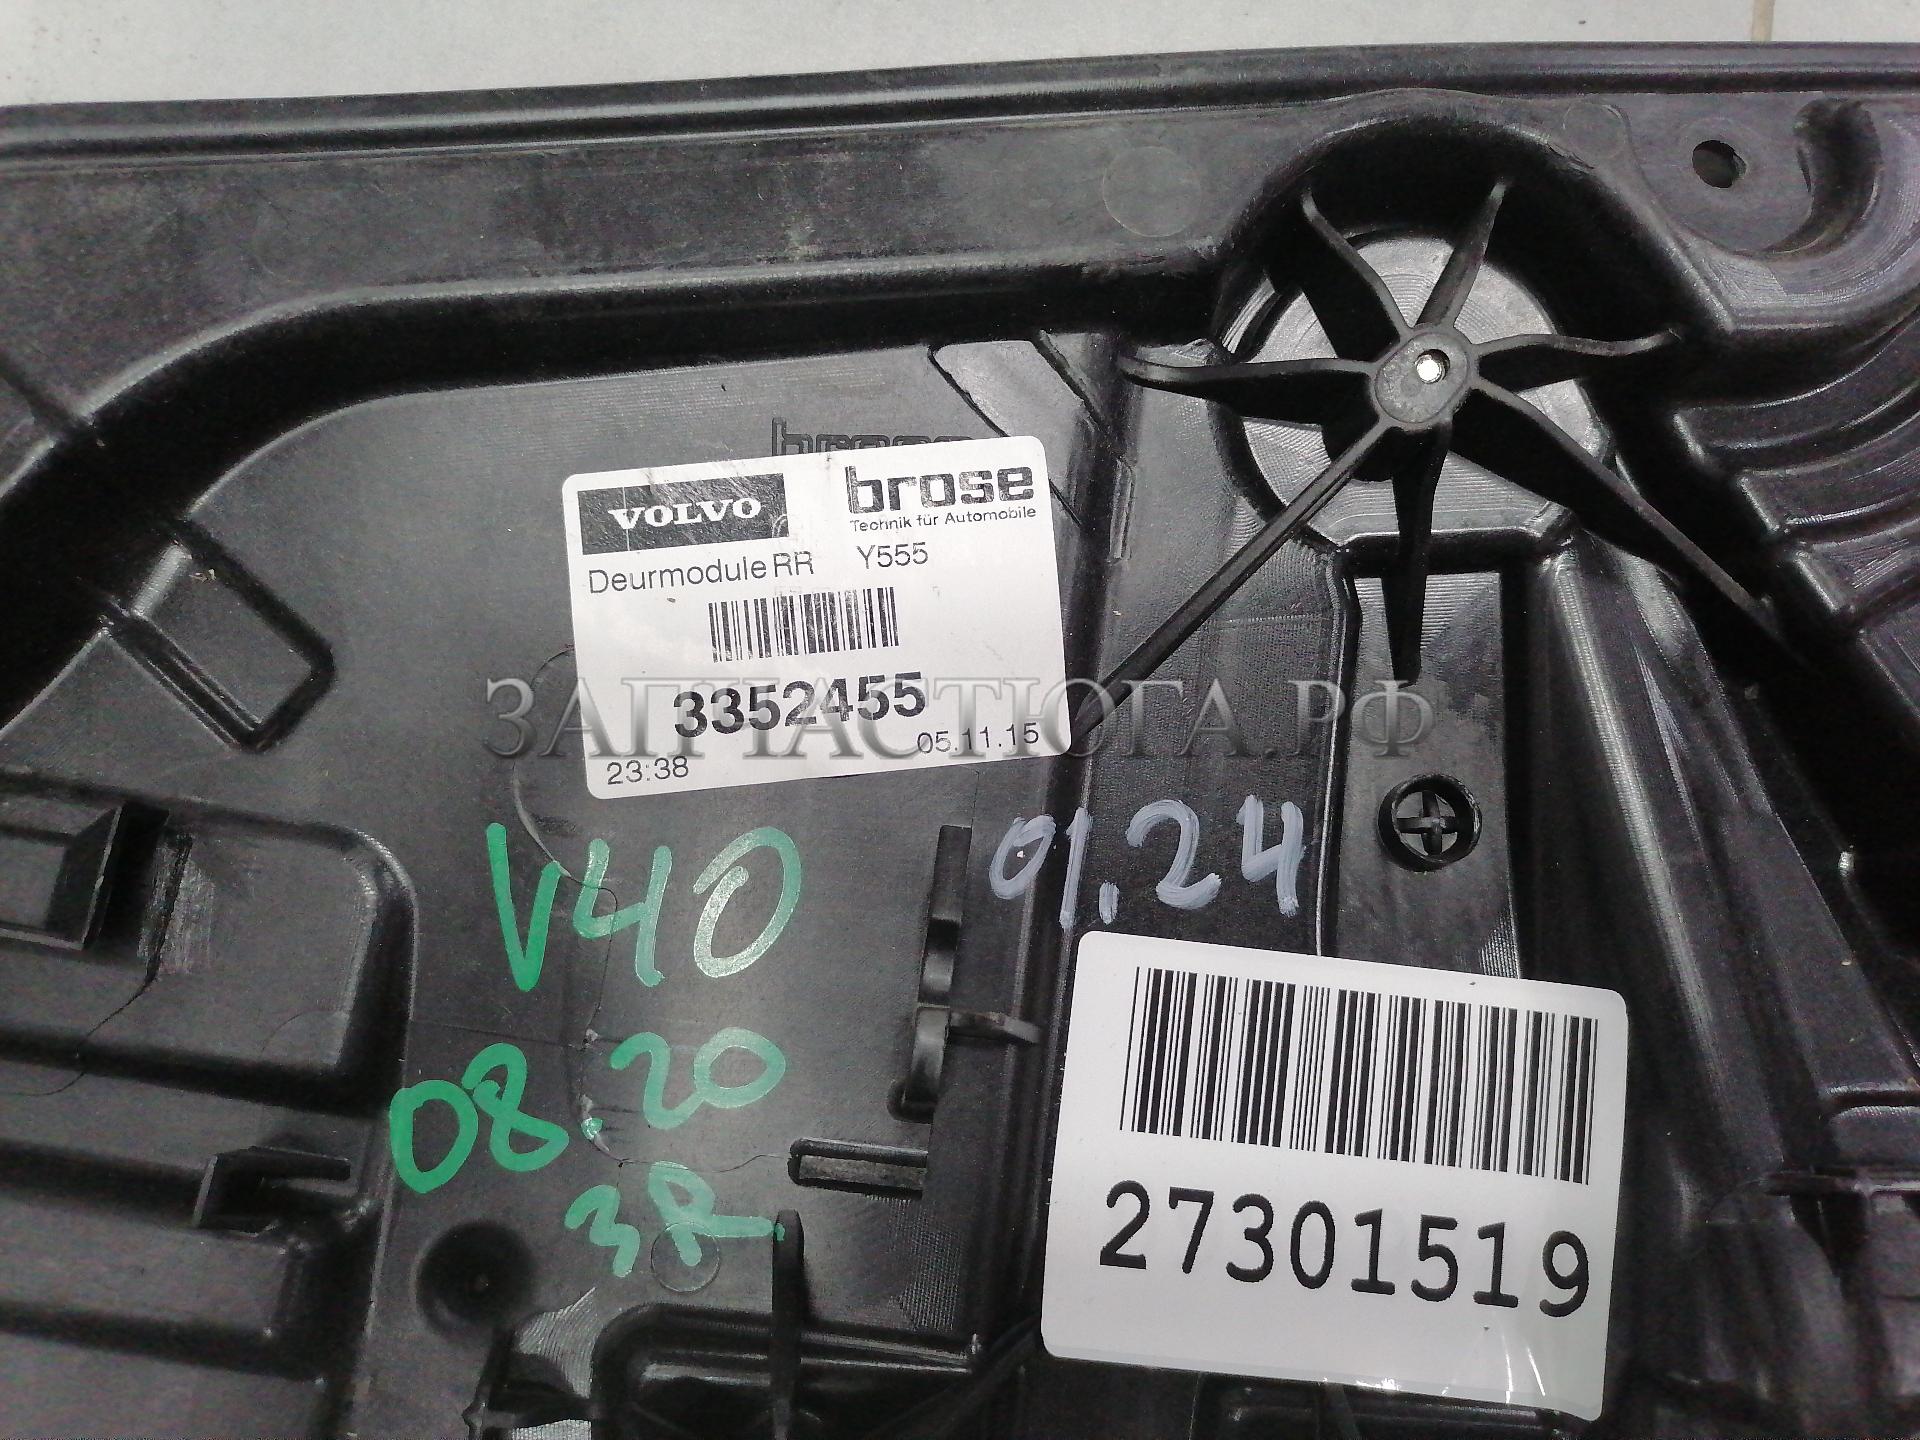 VOLVO
brose
Technik für Automobile
Deurmodule RR Y555
3352455
23:38
05.11.15
ЗАПЧАСТЮГА.РФ
V40
01.24
08.20
3R
27301519